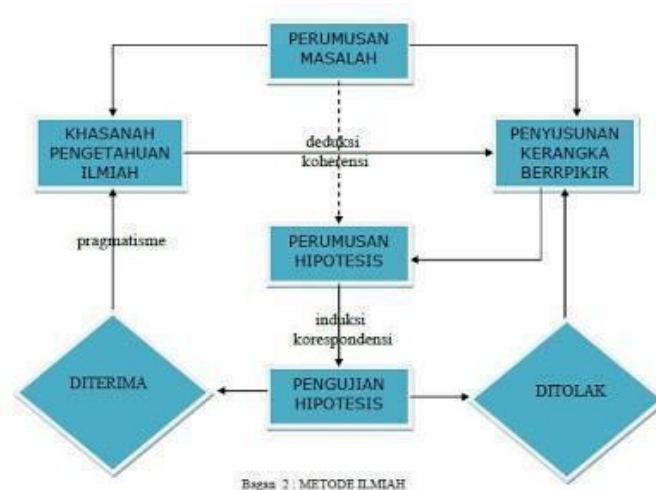 PERUMUSAN
MASALAH
KHASANAH
PENGETAHUAN
ILMIAH
deduksi
koherensi
PENYUSUNAN
KERANGKA
BERRPIKIR
pragmatisme
PERUMUSAN
HIPOTESIS
induksi
korespondensi
DITERIMA
PENGUJIAN
HIPOTESIS
DITOLAK
Bagan 2 : METODE ILMIAH